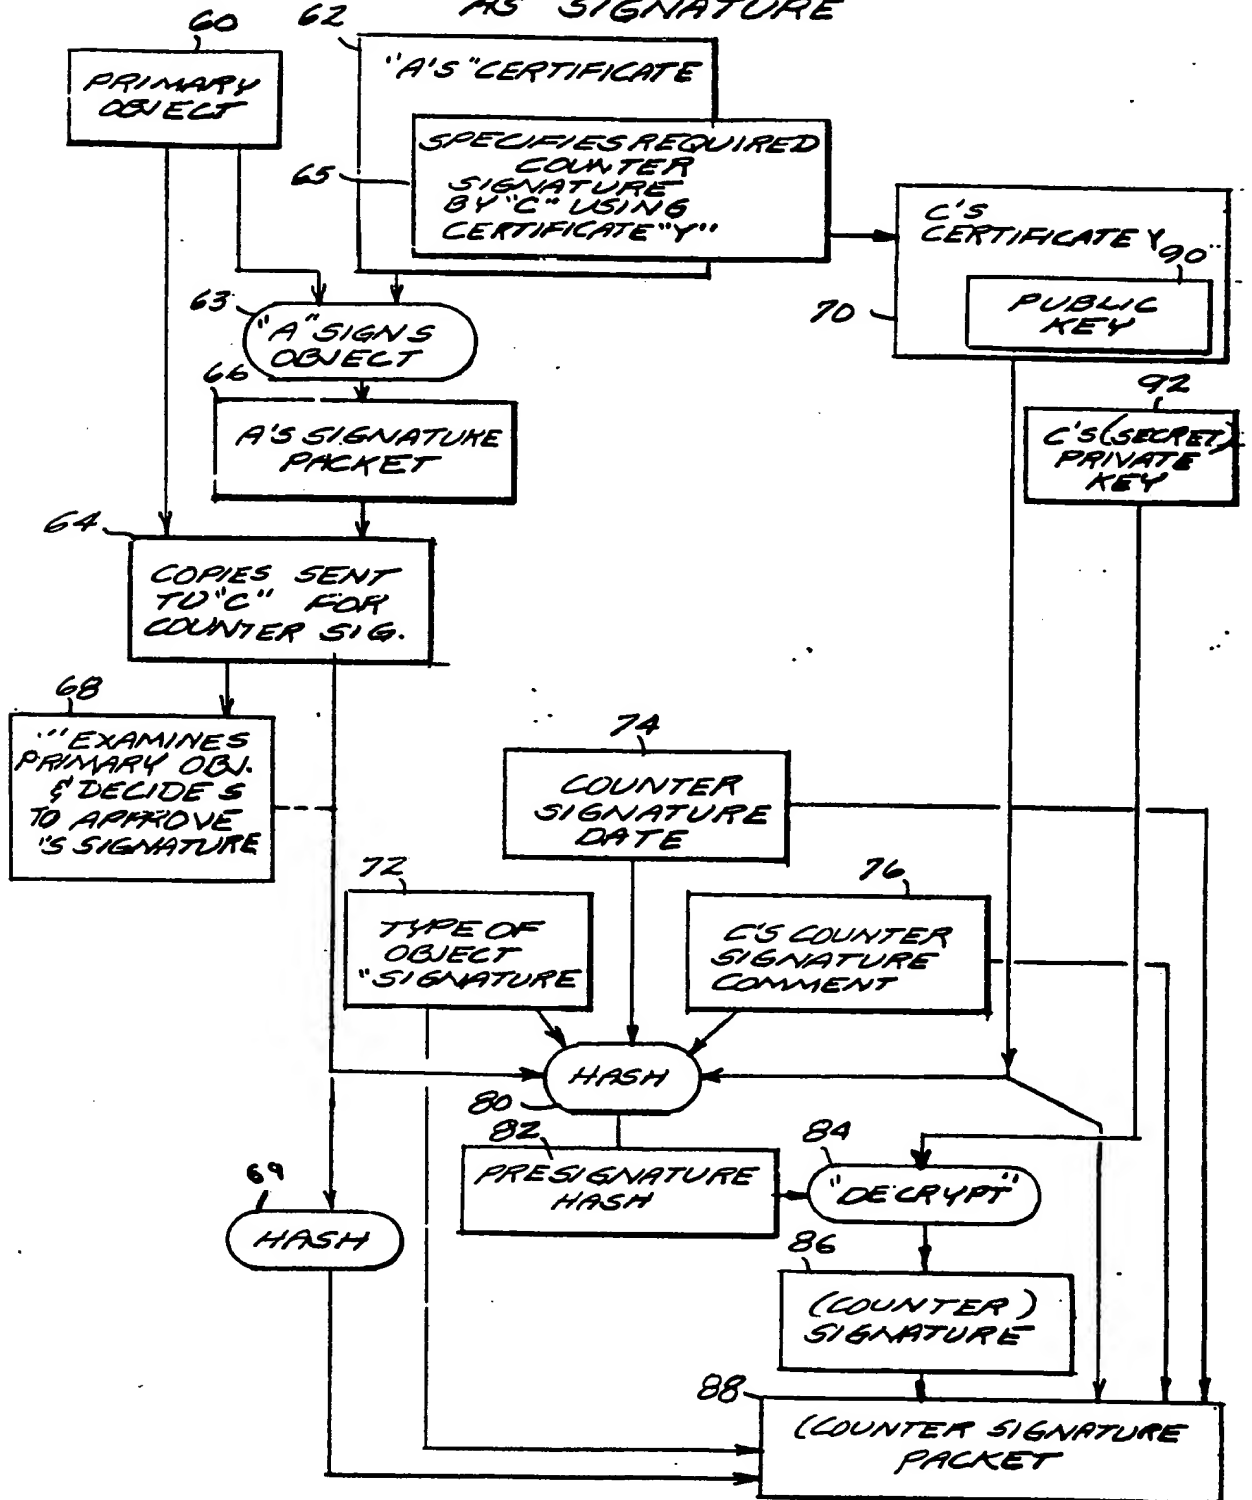 AS SIGNATURE
60
PRIMARY
OBJECT
62
"A'S" CERTIFICATE
65
SPECIFIES REQUIRED
COUNTER
SIGNATURE
BY "C" USING
CERTIFICATE "Y"
C'S
CERTIFICATE Y
90
PUBLIC
KEY
70
63
"A" SIGNS
OBJECT
66
A'S SIGNATURE
PACKET
92
C'S (SECRET)
PRIVATE
KEY
64
COPIES SENT
TO "C" FOR
COUNTER SIG.
68
EXAMINES
PRIMARY OBJ.
& DECIDES
TO APPROVE
"S SIGNATURE
74
COUNTER
SIGNATURE
DATE
72
TYPE OF
OBJECT
"SIGNATURE
76
C'S COUNTER
SIGNATURE
COMMENT
HASH
80
82
PRESIGNATURE
HASH
84
"DECRYPT"
69
HASH
86
(COUNTER)
SIGNATURE
88
(COUNTER SIGNATURE
PACKET